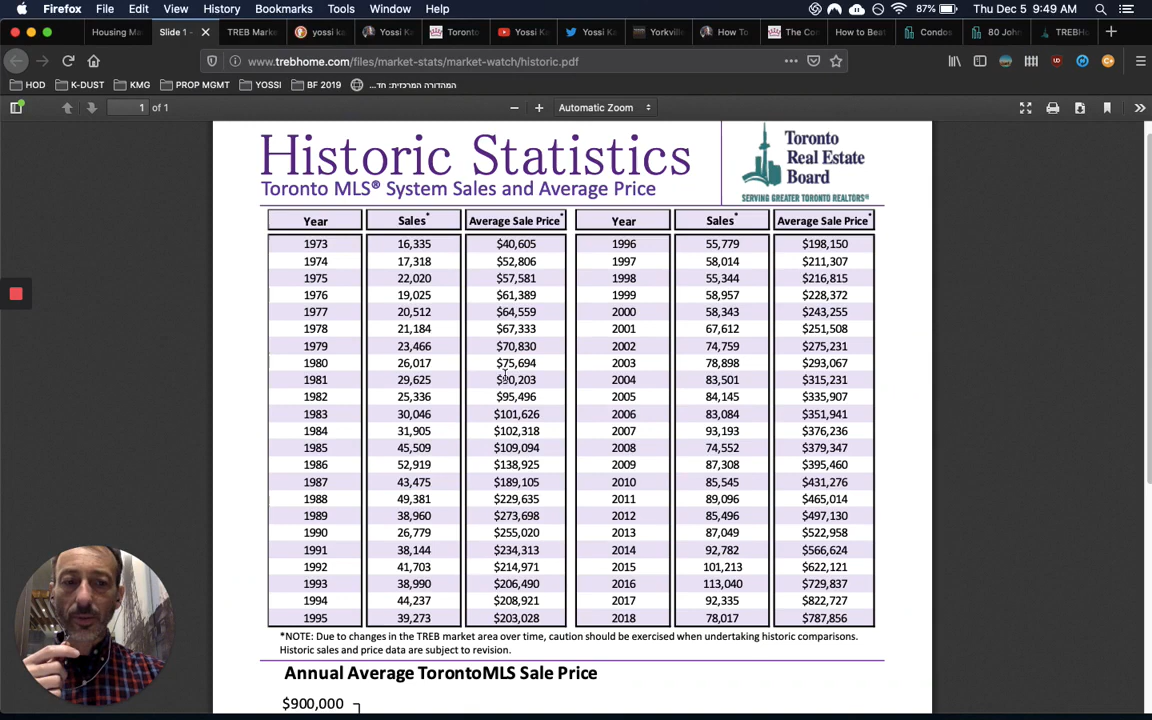 Firefox File Edit View History Bookmarks Tools Window Help 87% Thu Dec 5 9:49 AM
Housing Ma Slide 1 - TREB Marke yossi ka Yossi Ka Toronto Yossi Ka Yossi Ka Yorkvill How To The Co How to Beat Condos 80 John TREBHo
www.trebhome.com/files/market-stats/market-watch/historic.pdf
HOD K-DUST KMG PROP MGMT YOSSI BF 2019 המהדורה המרכזית: חד...
1 of 1 Automatic Zoom
Historic Statistics
Toronto MLS® System Sales and Average Price
Toronto
Real Estate
Board
SERVING GREATER TORONTO REALTORS®
Year Sales* Average Sale Price* Year Sales* Average Sale Price*
1973 16,335 $40,605 1996 55,779 $198,150
1974 17,318 $52,806 1997 58,014 $211,307
1975 22,020 $57,581 1998 55,344 $216,815
1976 19,025 $61,389 1999 58,957 $228,372
1977 20,512 $64,559 2000 58,343 $243,255
1978 21,184 $67,333 2001 67,612 $251,508
1979 23,466 $70,830 2002 74,759 $275,231
1980 26,017 $75,694 2003 78,898 $293,067
1981 29,625 $90,203 2004 83,501 $315,231
1982 25,336 $95,496 2005 84,145 $335,907
1983 30,046 $101,626 2006 83,084 $351,941
1984 31,905 $102,318 2007 93,193 $376,236
1985 45,509 $109,094 2008 74,552 $379,347
1986 52,919 $138,925 2009 87,308 $395,460
1987 43,475 $189,105 2010 85,545 $431,276
1988 49,381 $229,635 2011 89,096 $465,014
1989 38,960 $273,698 2012 85,496 $497,130
1990 26,779 $255,020 2013 87,049 $522,958
1991 38,144 $234,313 2014 92,782 $566,624
1992 41,703 $214,971 2015 101,213 $622,121
1993 38,990 $206,490 2016 113,040 $729,837
1994 44,237 $208,921 2017 92,335 $822,727
1995 39,273 $203,028 2018 78,017 $787,856
*NOTE: Due to changes in the TREB market area over time, caution should be exercised when undertaking historic comparisons.
Historic sales and price data are subject to revision.
Annual Average TorontoMLS Sale Price
$900,000